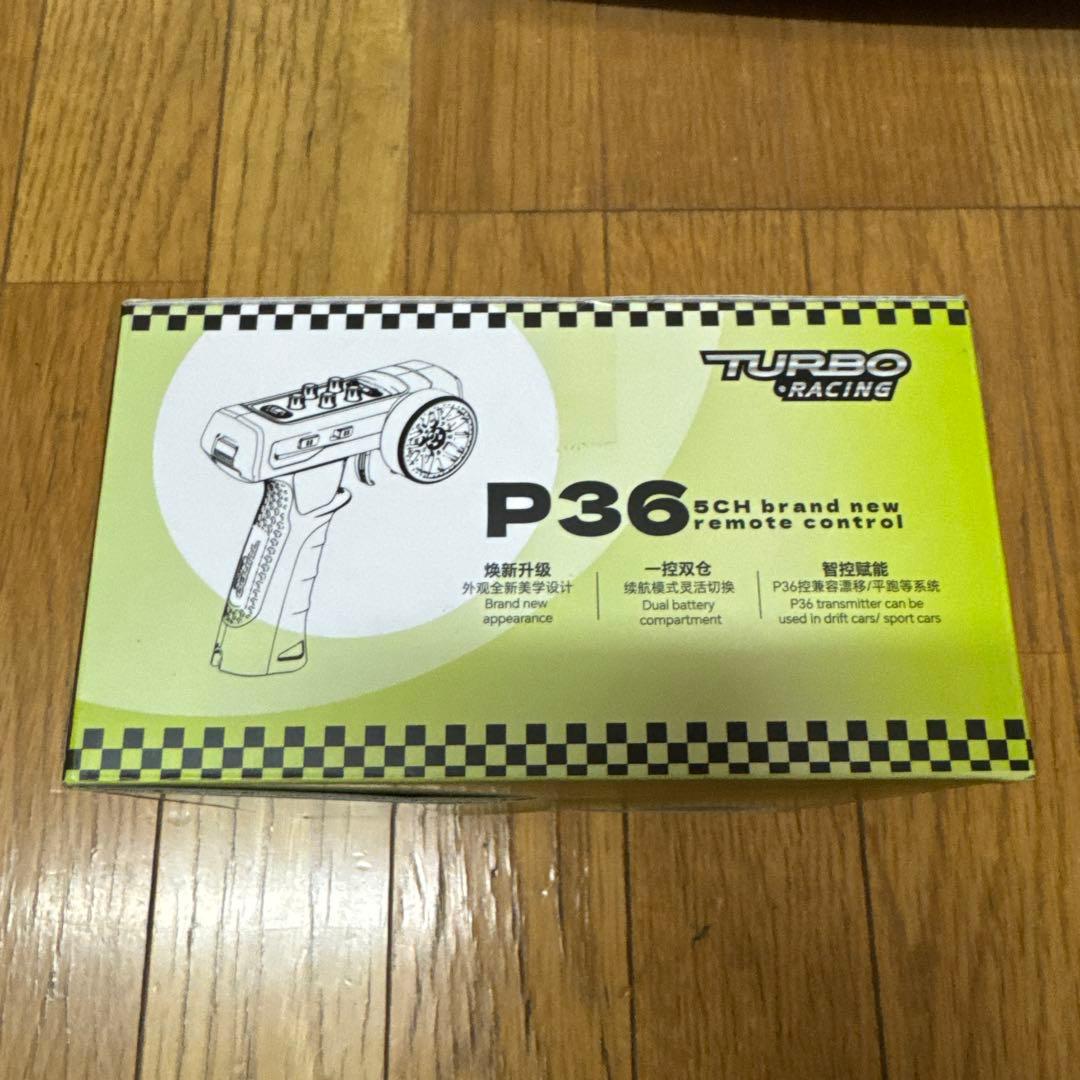 TURBO
RACING
P36
5CH brand new
remote control
焕新升级
外观全新美学设计
Brand new
appearance
一控双仓
续航模式灵活切换
Dual battery
compartment
智控赋能
P36控兼容漂移/平跑等系统
P36 transmitter can be
used in drift cars/ sport cars